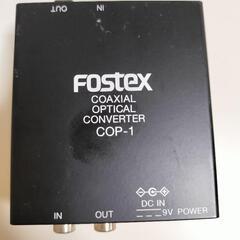 OUT IN
FOSTEX
COAXIAL
OPTICAL
CONVERTER
COP-1
DC IN
IN OUT 9V POWER